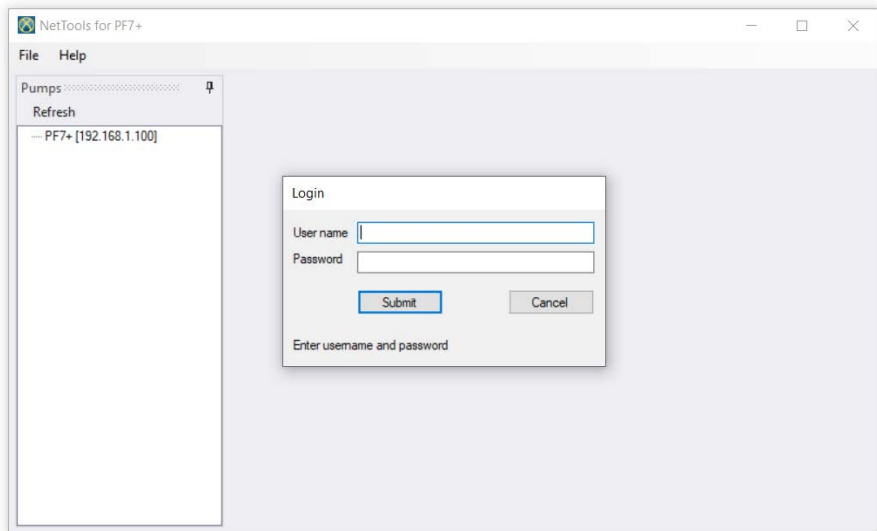 NetTools for PF7+
File Help
Pumps
Refresh
PF7+ [192.168.1.100]
Login
User name
Password
Submit Cancel
Enter username and password